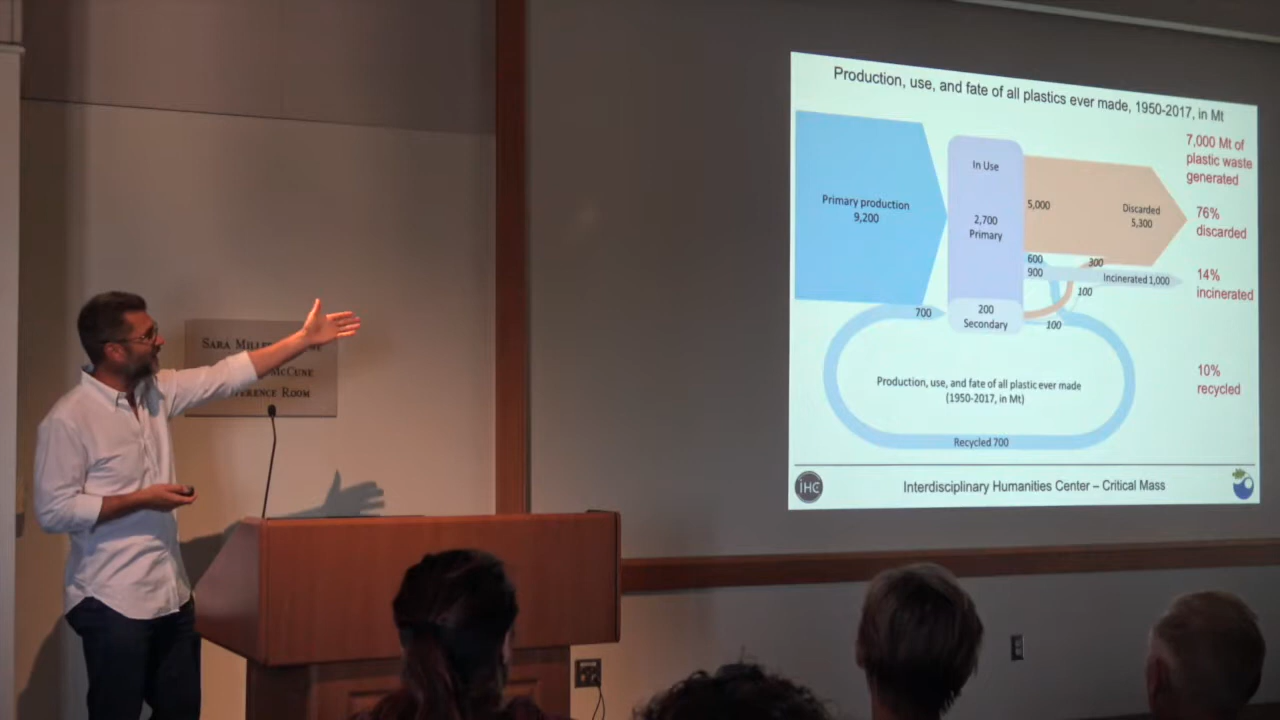 Production, use, and fate of all plastics ever made, 1950-2017, in Mt
7,000 Mt of
plastic waste
generated
In Use
Primary production
9,200
2,700
Primary
5,000
Discarded
5,300
76%
discarded
600
900
300
Incinerated 1,000
100
14%
incinerated
700
200
Secondary
100
Production, use, and fate of all plastic ever made
(1950-2017, in Mt)
10%
recycled
Recycled 700
IHC
Interdisciplinary Humanities Center – Critical Mass
SARA
McCUNE
ROOM